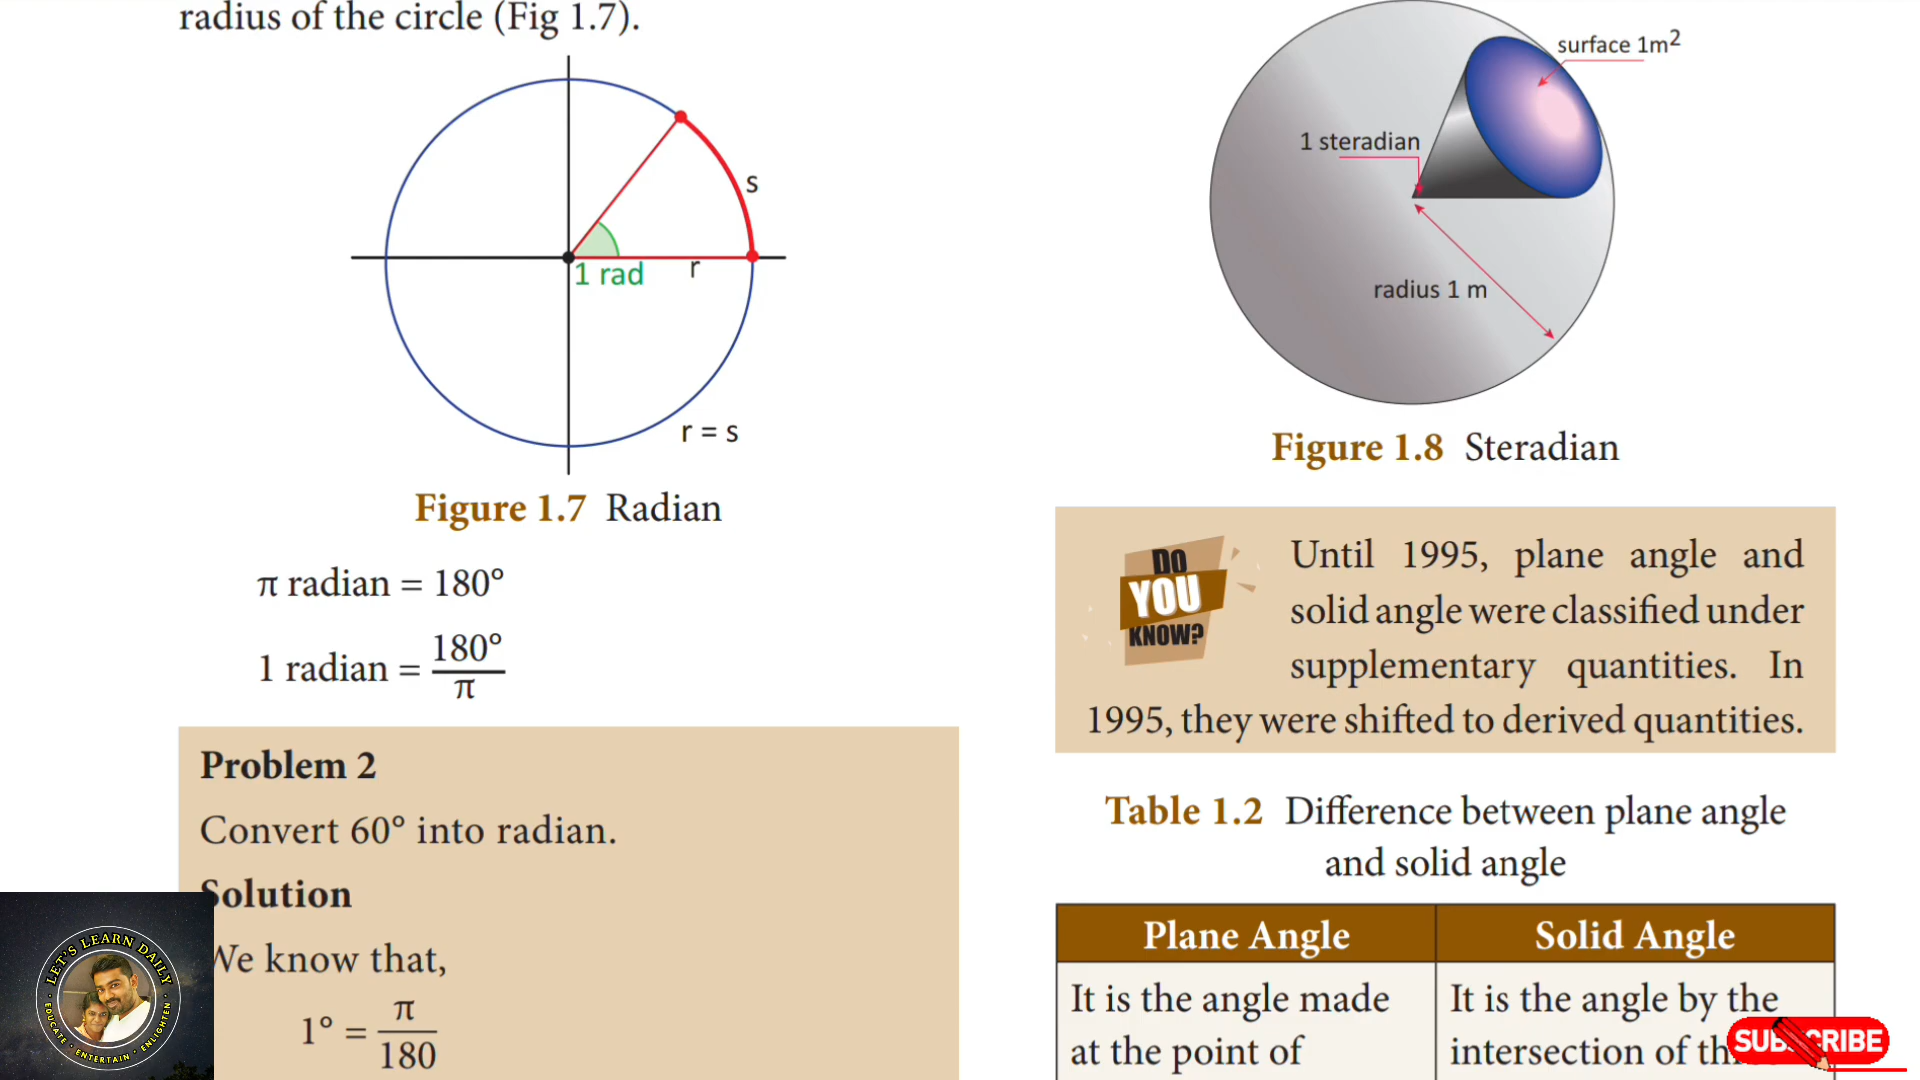 radius of the circle (Fig 1.7).
s
1 rad
r
r = s
Figure 1.7 Radian
π radian = 180°
1 radian = 180°/π
Problem 2
Convert 60° into radian.
Solution
We know that,
1° = π/180
surface 1m²
1 steradian
radius 1 m
Figure 1.8 Steradian
DO
YOU
KNOW?
Until 1995, plane angle and
solid angle were classified under
supplementary quantities. In
1995, they were shifted to derived quantities.
Table 1.2 Difference between plane angle
and solid angle
Plane Angle
Solid Angle
It is the angle made
at the point of
It is the angle by the
intersection of
LET'S LEARN DAILY
EDUCATE · ENTERTAIN · ENLIGHTEN
SUBSCRIBE